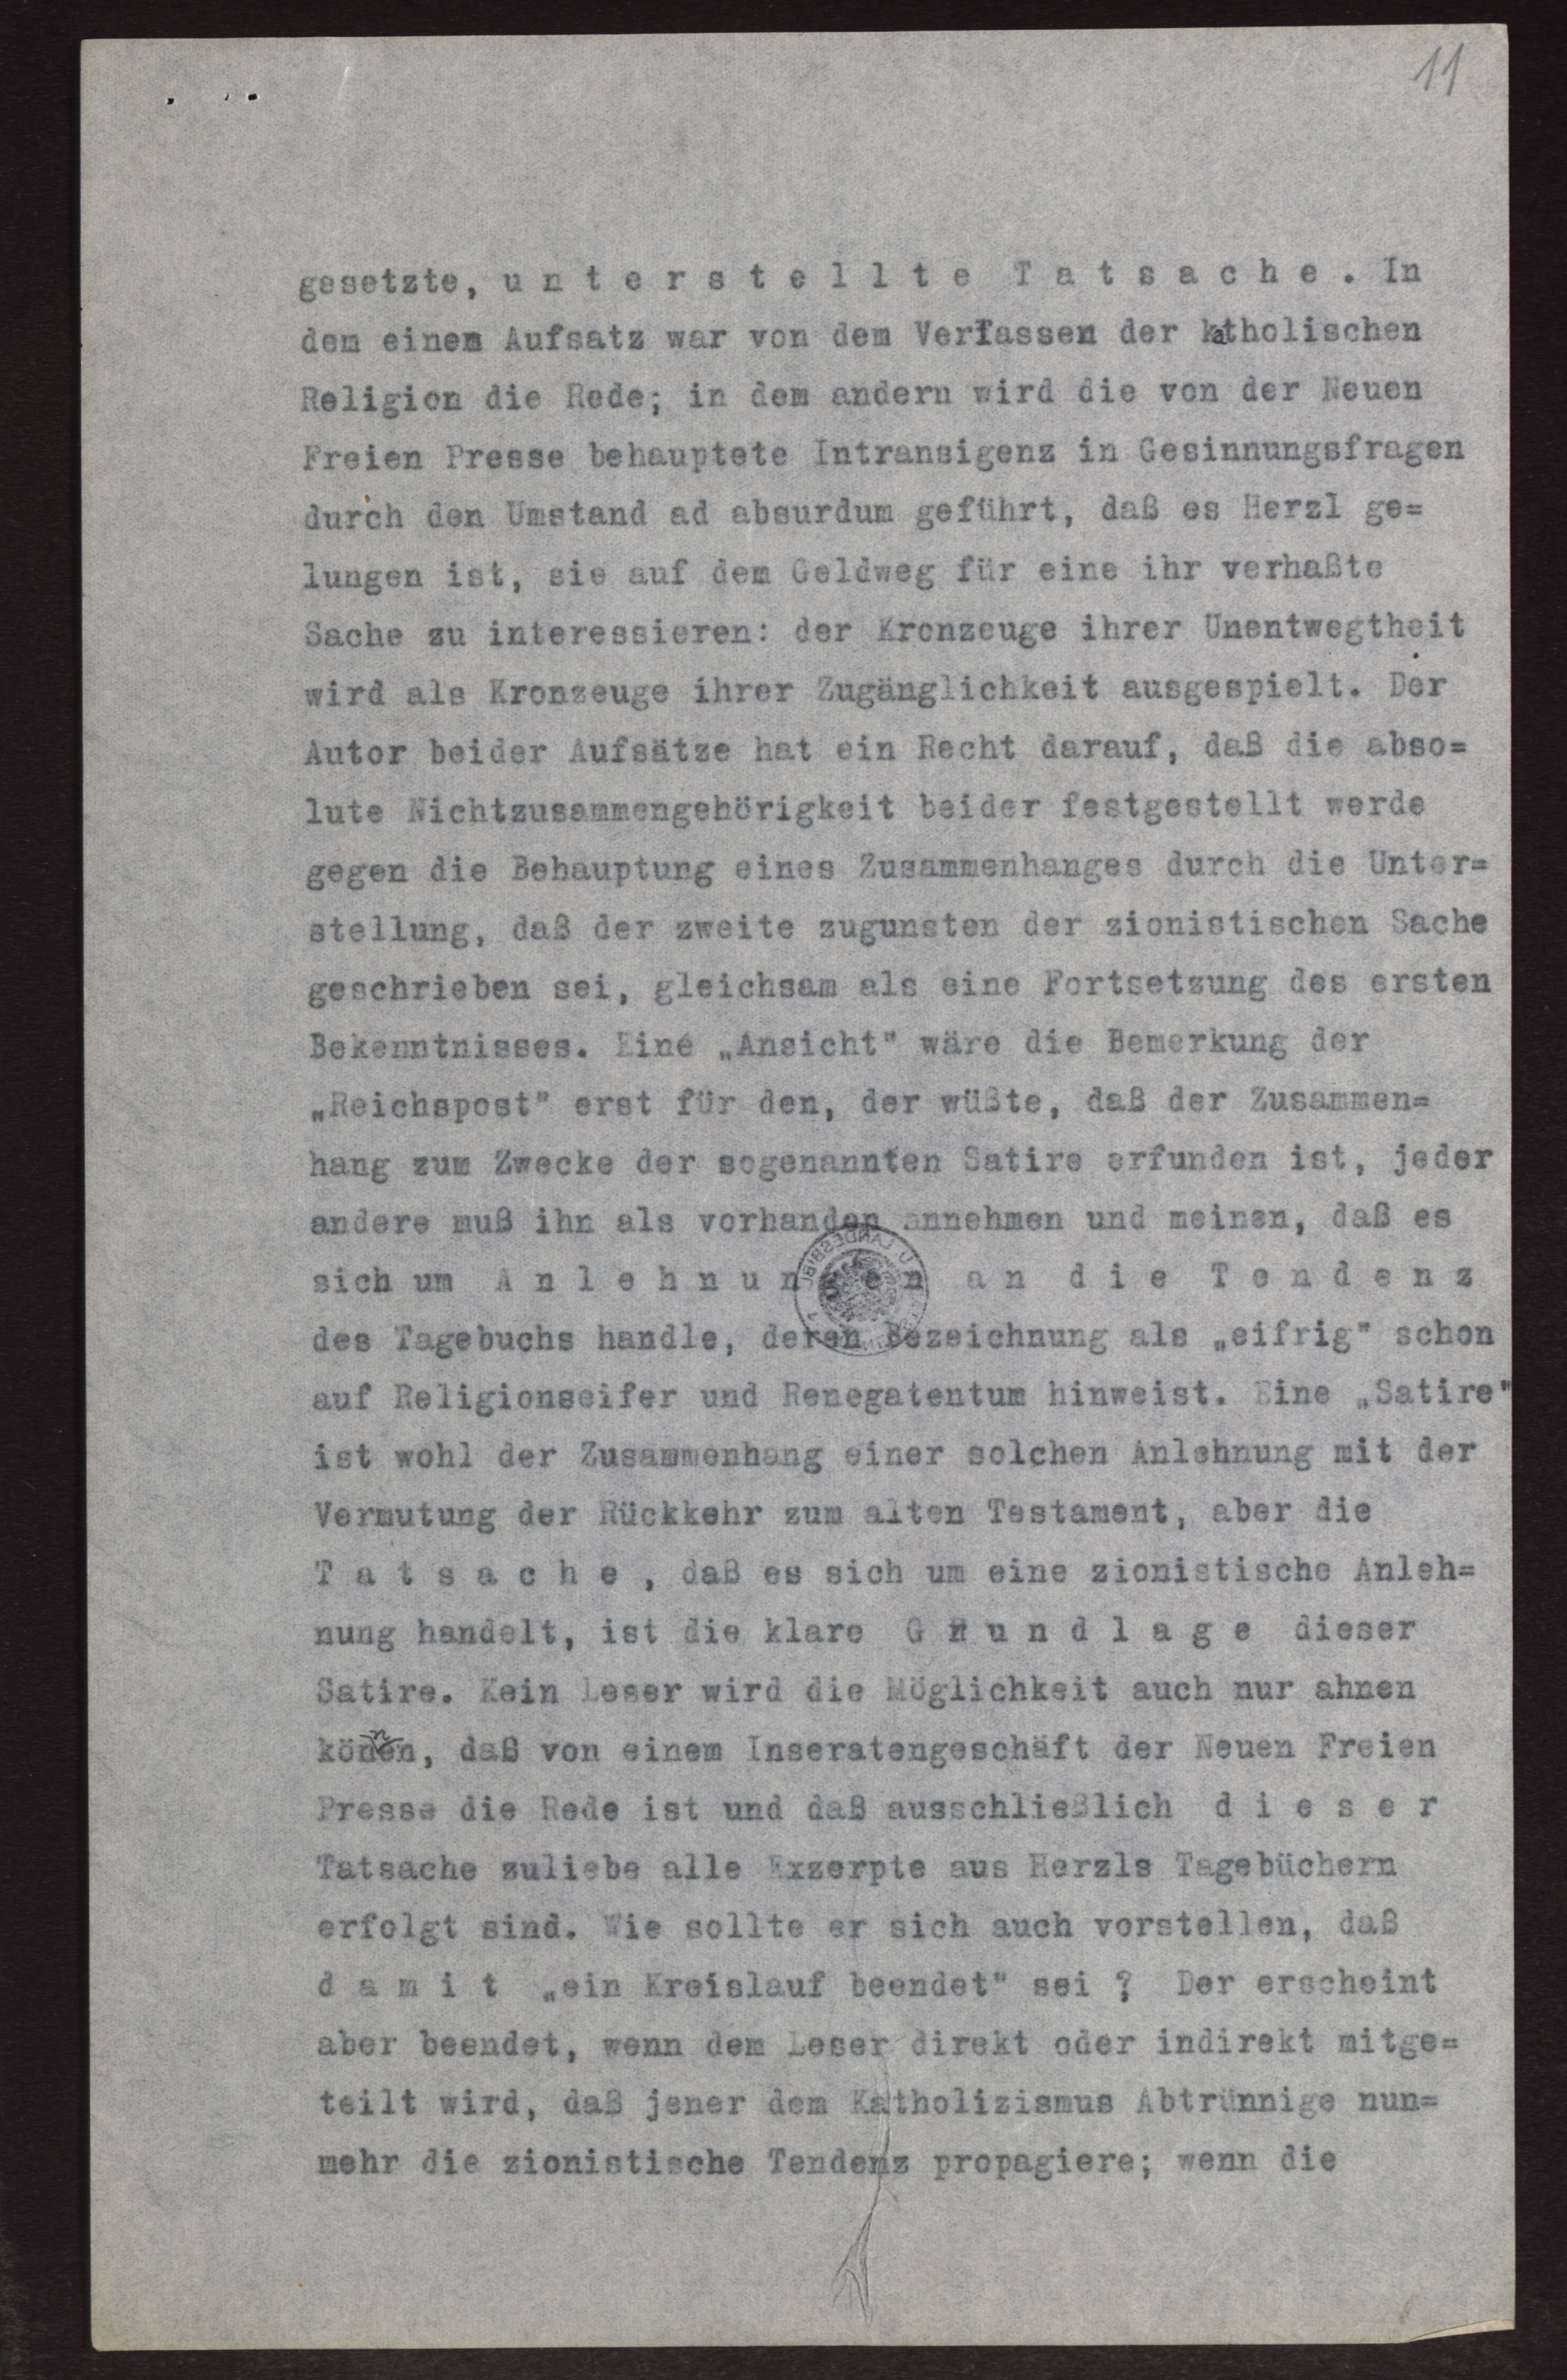 11
gesetzte, u n t e r s t e l l t e  T a t s a c h e . In
dem einen Aufsatz war von dem Verlassen der katholischen
Religion die Rede; in dem andern wird die von der Neuen
Freien Presse behauptete Intransigenz in Gesinnungsfragen
durch den Umstand ad absurdum geführt, daß es Herzl ge=
lungen ist, sie auf dem Geldweg für eine ihr verhaßte
Sache zu interessieren: der Kronzeuge ihrer Unentwegtheit
wird als Kronzeuge ihrer Zugänglichkeit ausgespielt. Der
Autor beider Aufsätze hat ein Recht darauf, daß die abso=
lute Nichtzusammengehörigkeit beider festgestellt werde
gegen die Behauptung eines Zusammenhanges durch die Unter=
stellung, daß der zweite zugunsten der zionistischen Sache
geschrieben sei, gleichsam als eine Fortsetzung des ersten
Bekenntnisses. Eine „Ansicht" wäre die Bemerkung der
„Reichspost" erst für den, der wüßte, daß der Zusammen=
hang zum Zwecke der sogenannten Satire erfunden ist, jeder
andere muß ihn als vorhanden annehmen und meinen, daß es
sich um A n l e h n u n g e n  a n  d i e  T e n d e n z
des Tagebuchs handle, deren Bezeichnung als „eifrig" schon
auf Religionseifer und Renegatentum hinweist. Eine „Satire"
ist wohl der Zusammenhang einer solchen Anlehnung mit der
Vermutung der Rückkehr zum alten Testament, aber die
T a t s a c h e , daß es sich um eine zionistische Anleh=
nung handelt, ist die klare G r u n d l a g e dieser
Satire. Kein Leser wird die Möglichkeit auch nur ahnen
können, daß von einem Inseratengeschäft der Neuen Freien
Presse die Rede ist und daß ausschließlich d i e s e r
Tatsache zuliebe alle Exzerpte aus Herzls Tagebüchern
erfolgt sind. Wie sollte er sich auch vorstellen, daß
d a m i t „ein Kreislauf beendet" sei ? Der erscheint
aber beendet, wenn dem Leser direkt oder indirekt mitge=
teilt wird, daß jener dem Katholizismus Abtrünnige nun=
mehr die zionistische Tendenz propagiere; wenn die